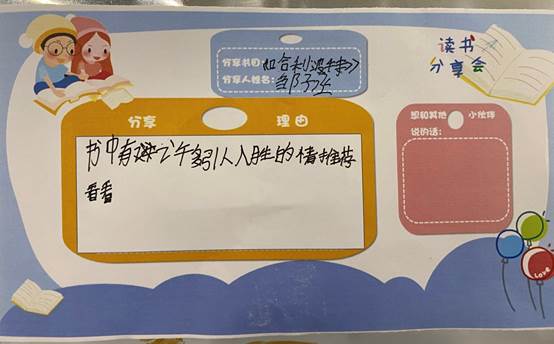 读书
分享会
分享书目:《哈利波特》
分享人姓名:
分享 理由
书中有许多引人入胜的情推荐
看看
想和其他 小伙伴
说的话:
Love